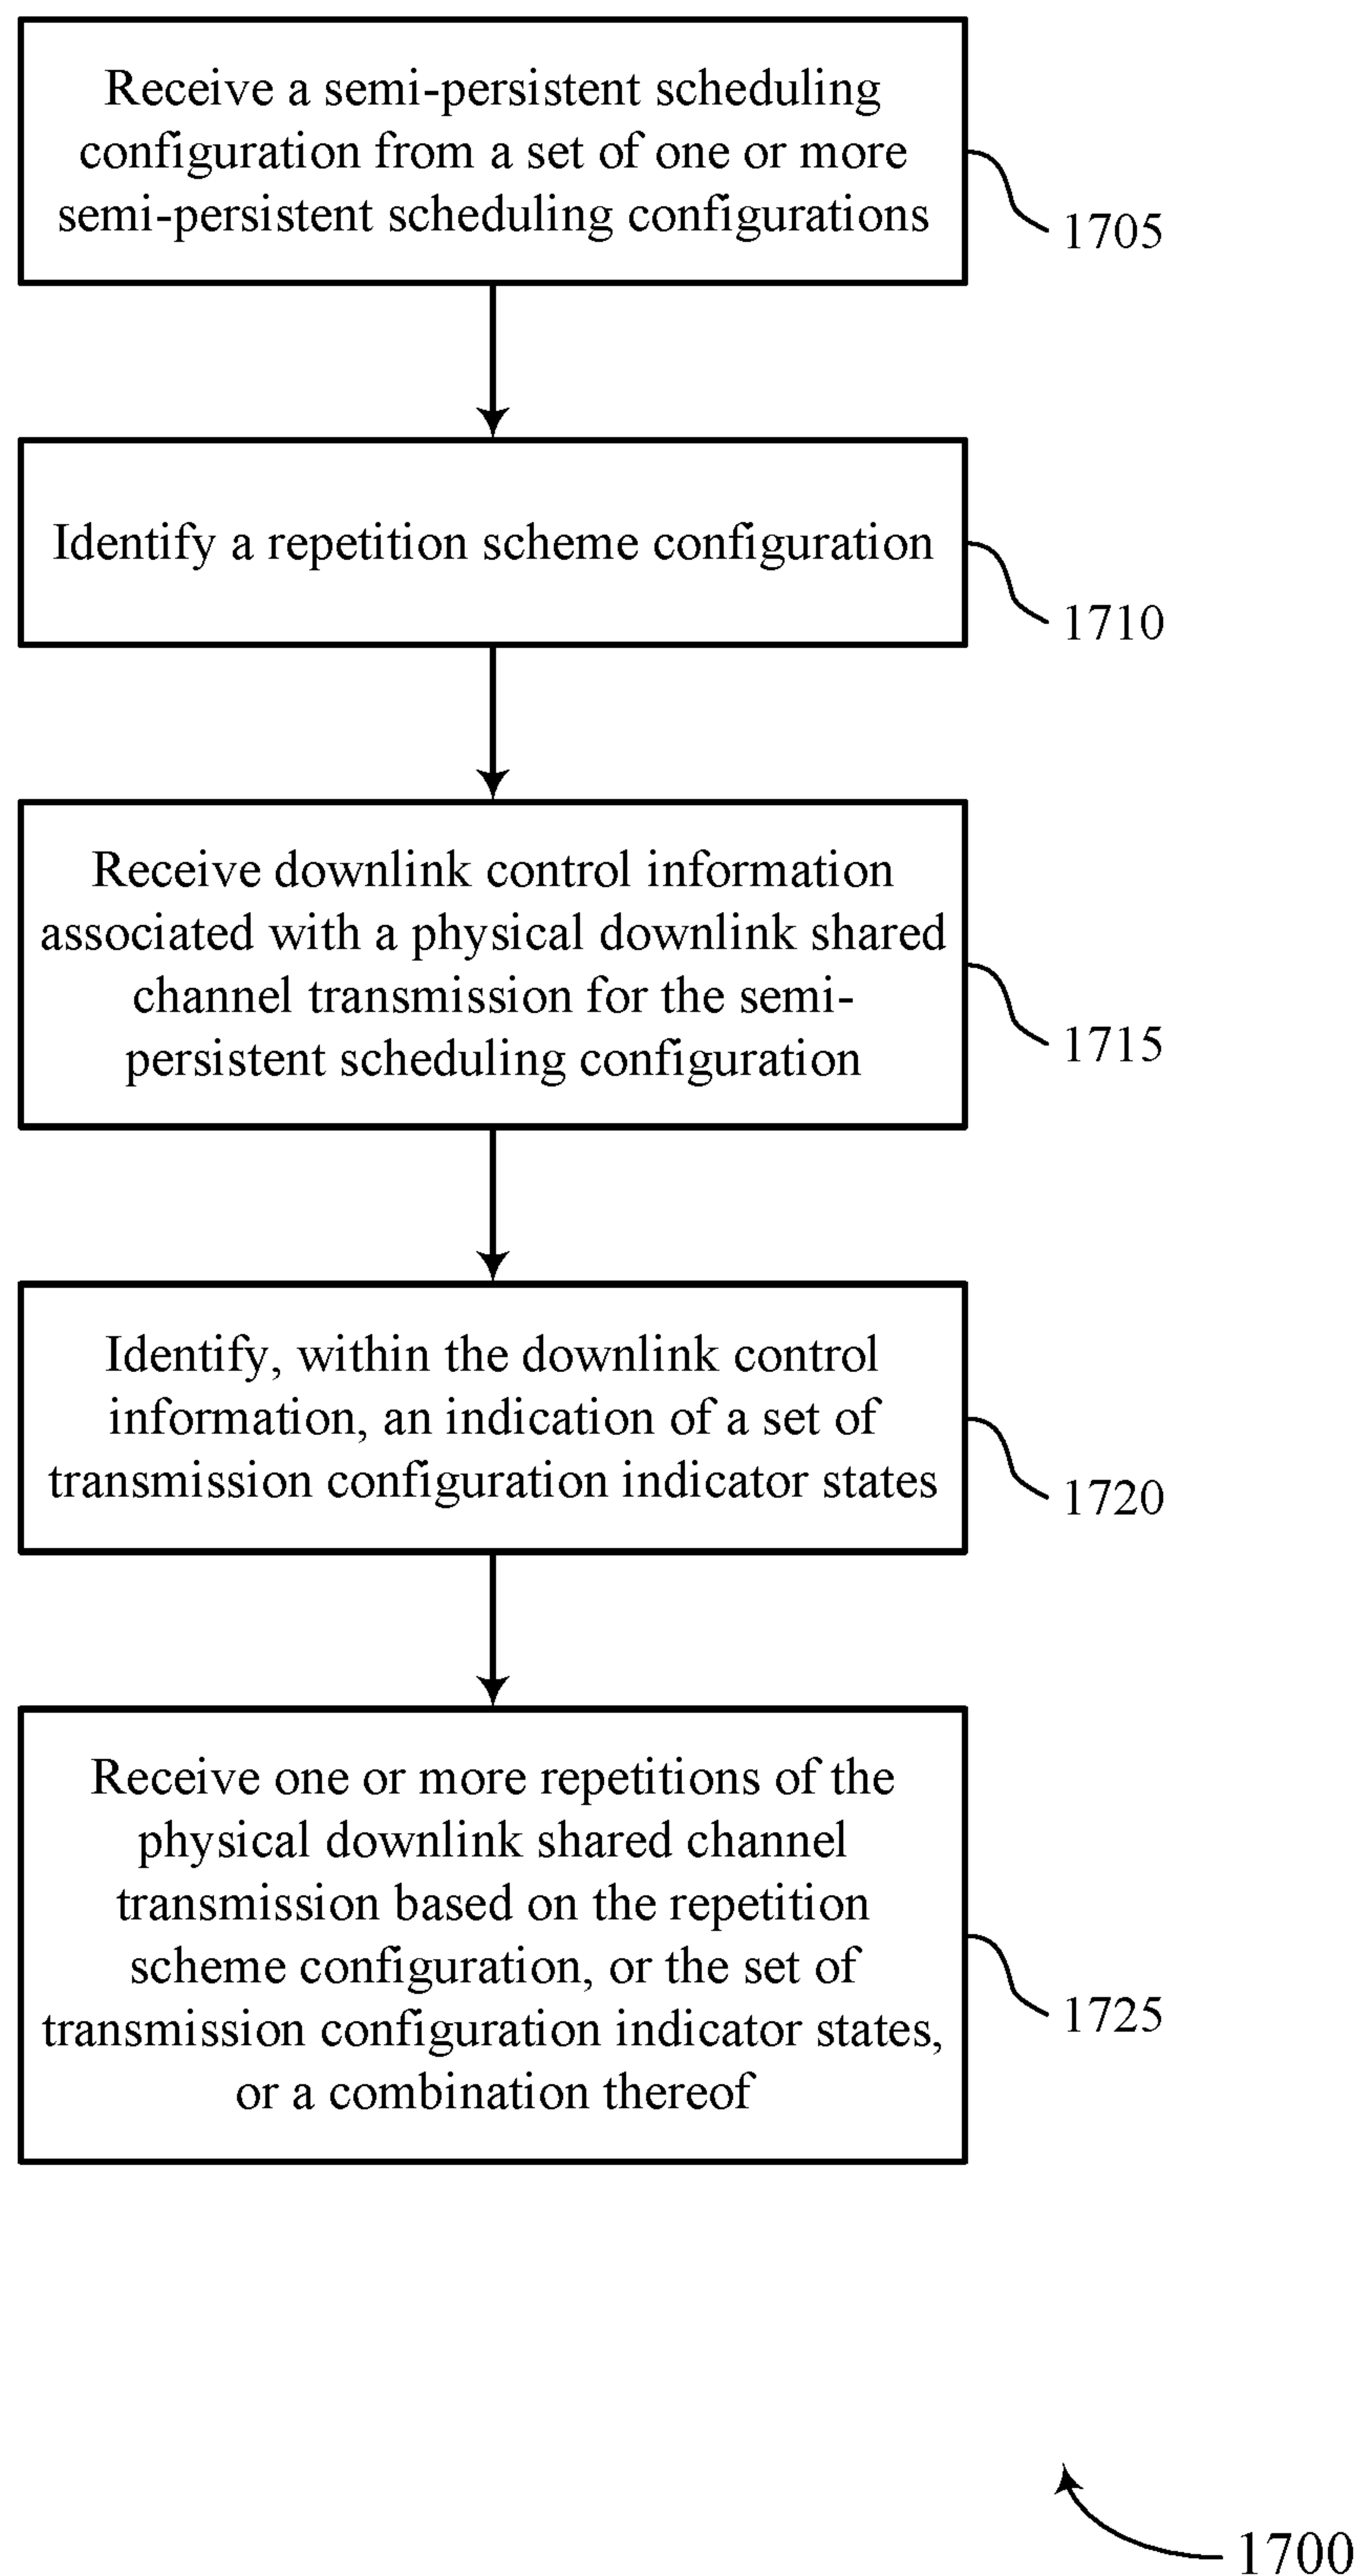 Receive a semi-persistent scheduling
configuration from a set of one or more
semi-persistent scheduling configurations
1705
Identify a repetition scheme configuration
1710
Receive downlink control information
associated with a physical downlink shared
channel transmission for the semi-
persistent scheduling configuration
1715
Identify, within the downlink control
information, an indication of a set of
transmission configuration indicator states
1720
Receive one or more repetitions of the
physical downlink shared channel
transmission based on the repetition
scheme configuration, or the set of
transmission configuration indicator states,
or a combination thereof
1725
1700